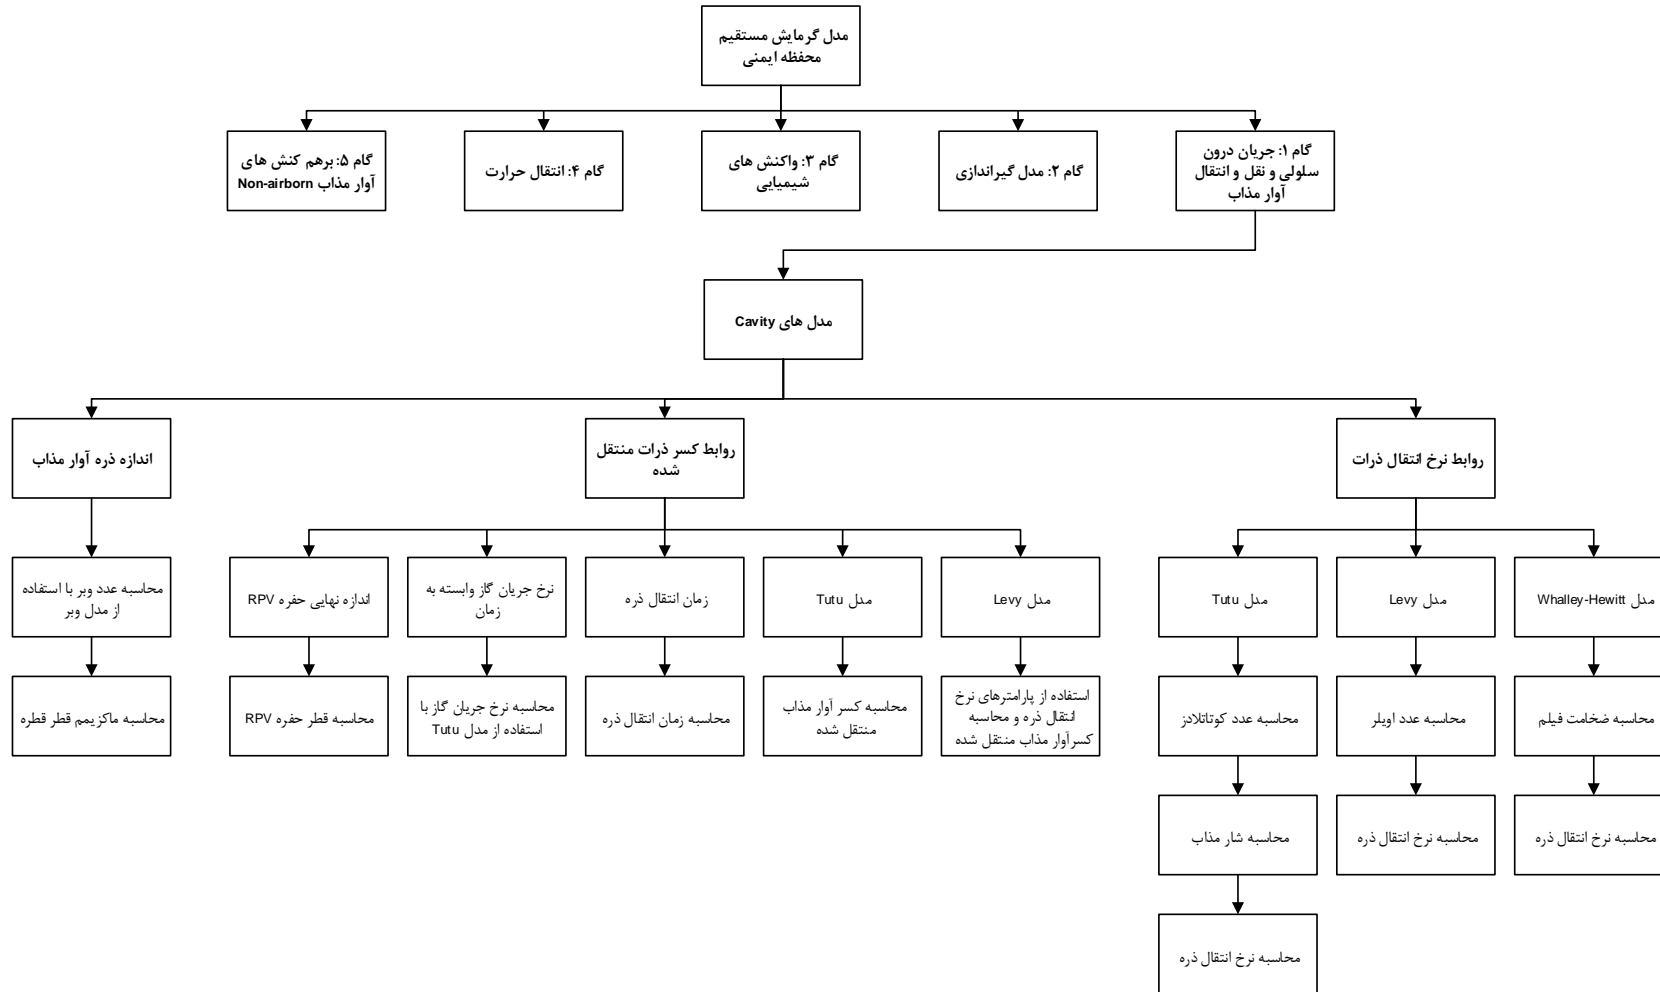 مدل گرمایش مستقیم
محفظه ایمنی
گام ۱: جریان درون
سلولی و نقل و انتقال
آوار مذاب
گام ۲: مدل گیراندازی
گام ۳: واکنش های
شیمیایی
گام ۴: انتقال حرارت
گام ۵: برهم کنش های
آوار مذاب Non-airborn
مدل های Cavity
روابط نرخ انتقال ذرات
روابط کسر ذرات منتقل
شده
اندازه ذره آوار مذاب
مدل Whalley-Hewitt
مدل Levy
مدل Tutu
مدل Levy
مدل Tutu
زمان انتقال ذره
نرخ جریان گاز وابسته به
زمان
اندازه نهایی حفره RPV
محاسبه عدد وبر با استفاده
از مدل وبر
محاسبه ضخامت فیلم
محاسبه عدد اویلر
محاسبه عدد کوتاتلادز
استفاده از پارامترهای نرخ
انتقال ذره و محاسبه
کسرآوار مذاب منتقل شده
محاسبه کسر آوار مذاب
منتقل شده
محاسبه زمان انتقال ذره
محاسبه نرخ جریان گاز با
استفاده از مدل Tutu
محاسبه قطر حفره RPV
محاسبه ماکزیمم قطر قطره
محاسبه نرخ انتقال ذره
محاسبه نرخ انتقال ذره
محاسبه شار مذاب
محاسبه نرخ انتقال ذره